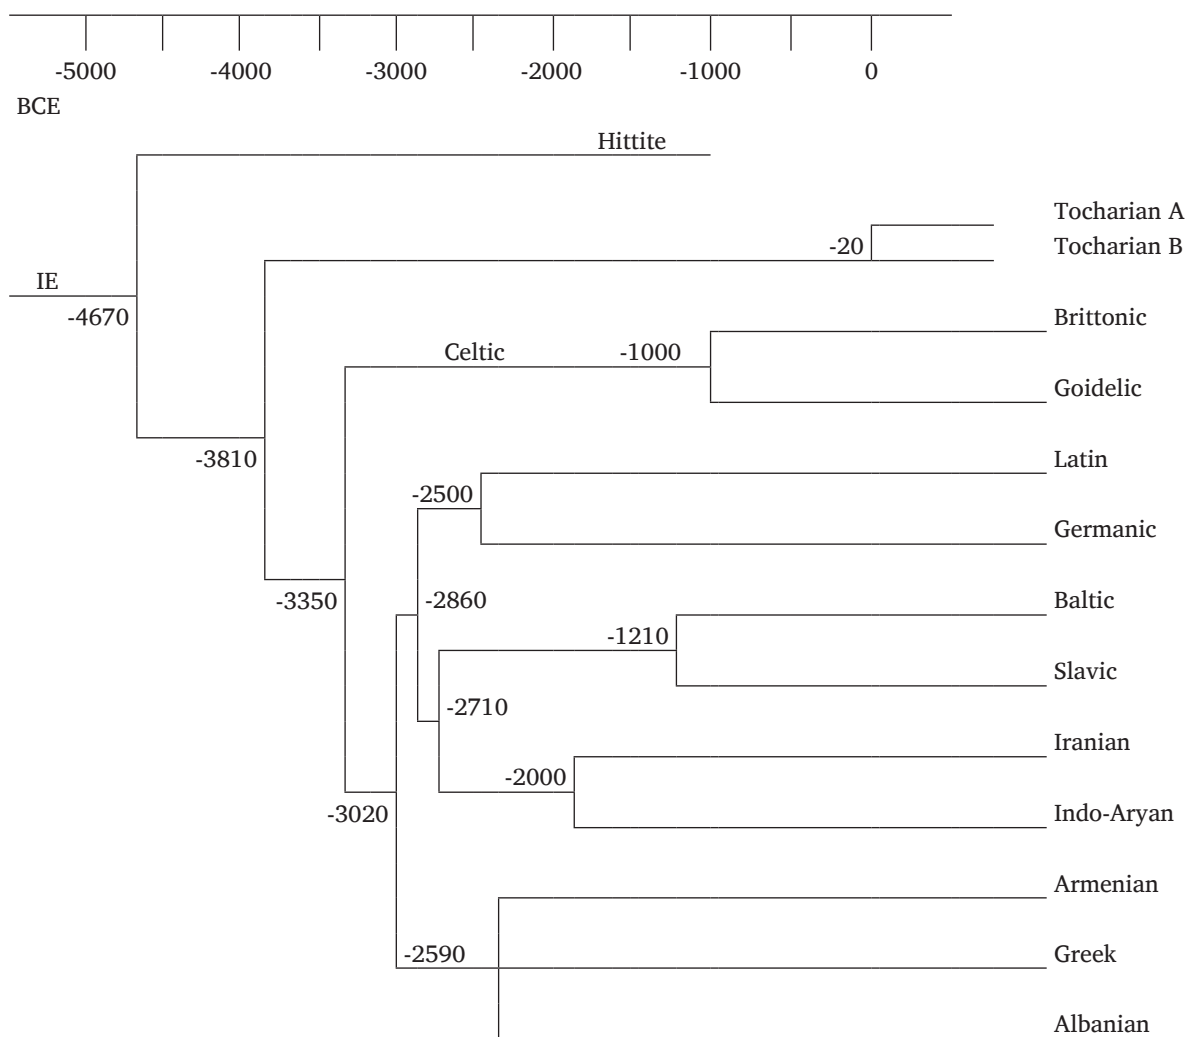 -5000 -4000 -3000 -2000 -1000 0
BCE
Hittite
Tocharian A
-20 Tocharian B
IE
-4670 Brittonic
Celtic -1000
Goidelic
-3810 Latin
-2500
Germanic
-3350 -2860 Baltic
-1210
Slavic
-2710
Iranian
-2000
-3020 Indo-Aryan
Armenian
-2590 Greek
Albanian